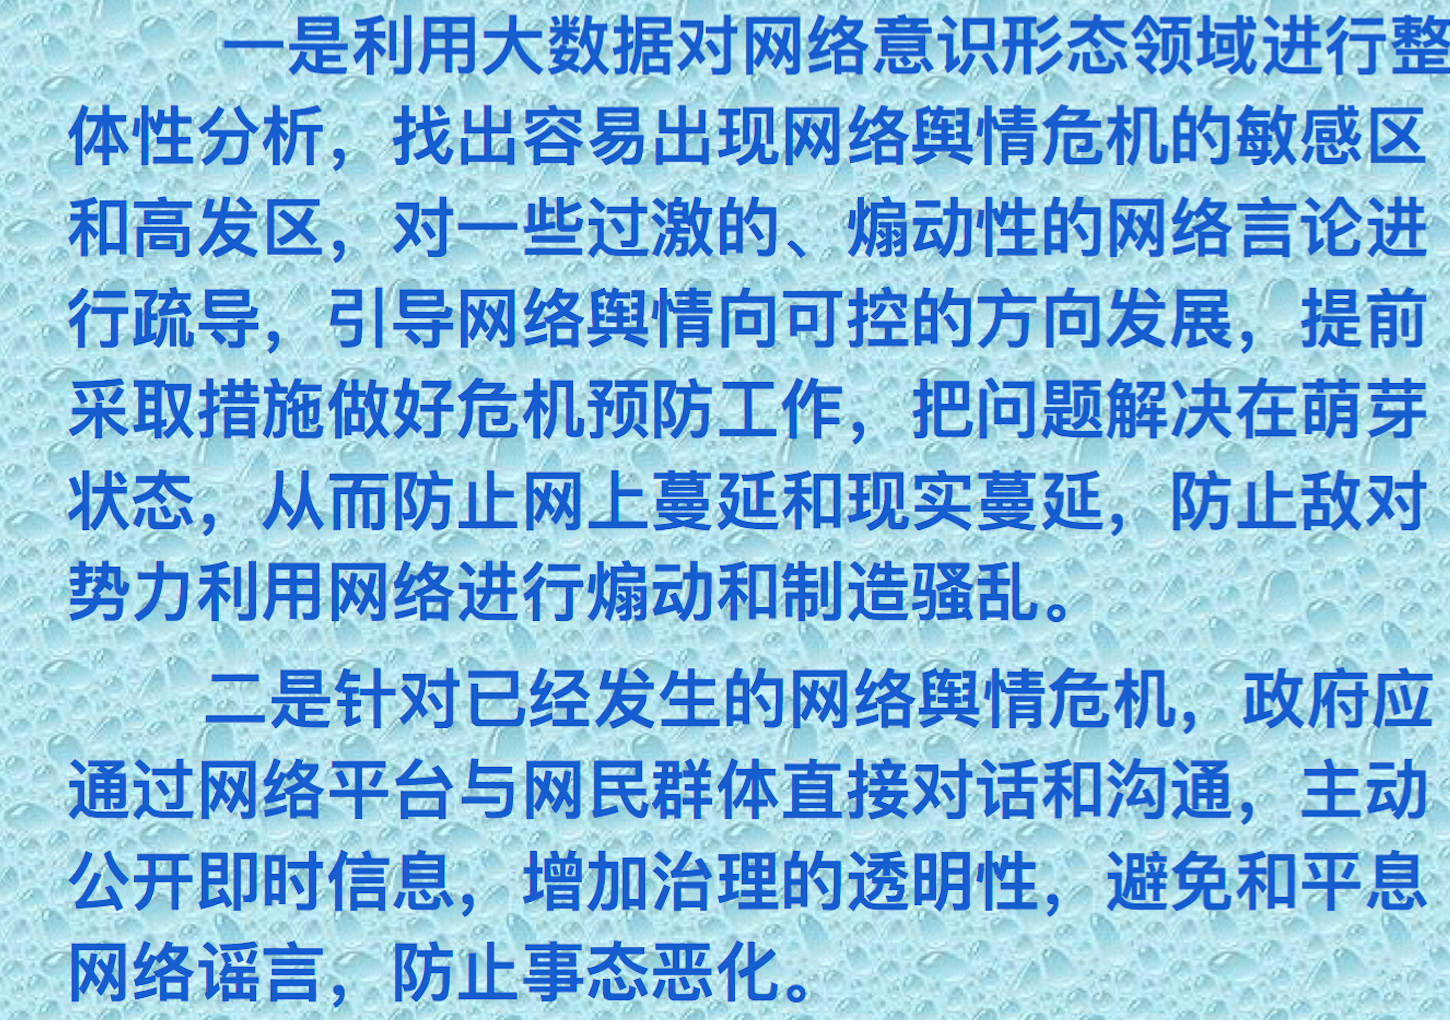 一是利用大数据对网络意识形态领域进行整
体性分析，找出容易出现网络舆情危机的敏感区
和高发区，对一些过激的、煽动性的网络言论进
行疏导，引导网络舆情向可控的方向发展，提前
采取措施做好危机预防工作，把问题解决在萌芽
状态，从而防止网上蔓延和现实蔓延，防止敌对
势力利用网络进行煽动和制造骚乱。
二是针对已经发生的网络舆情危机，政府应
通过网络平台与网民群体直接对话和沟通，主动
公开即时信息，增加治理的透明性，避免和平息
网络谣言，防止事态恶化。